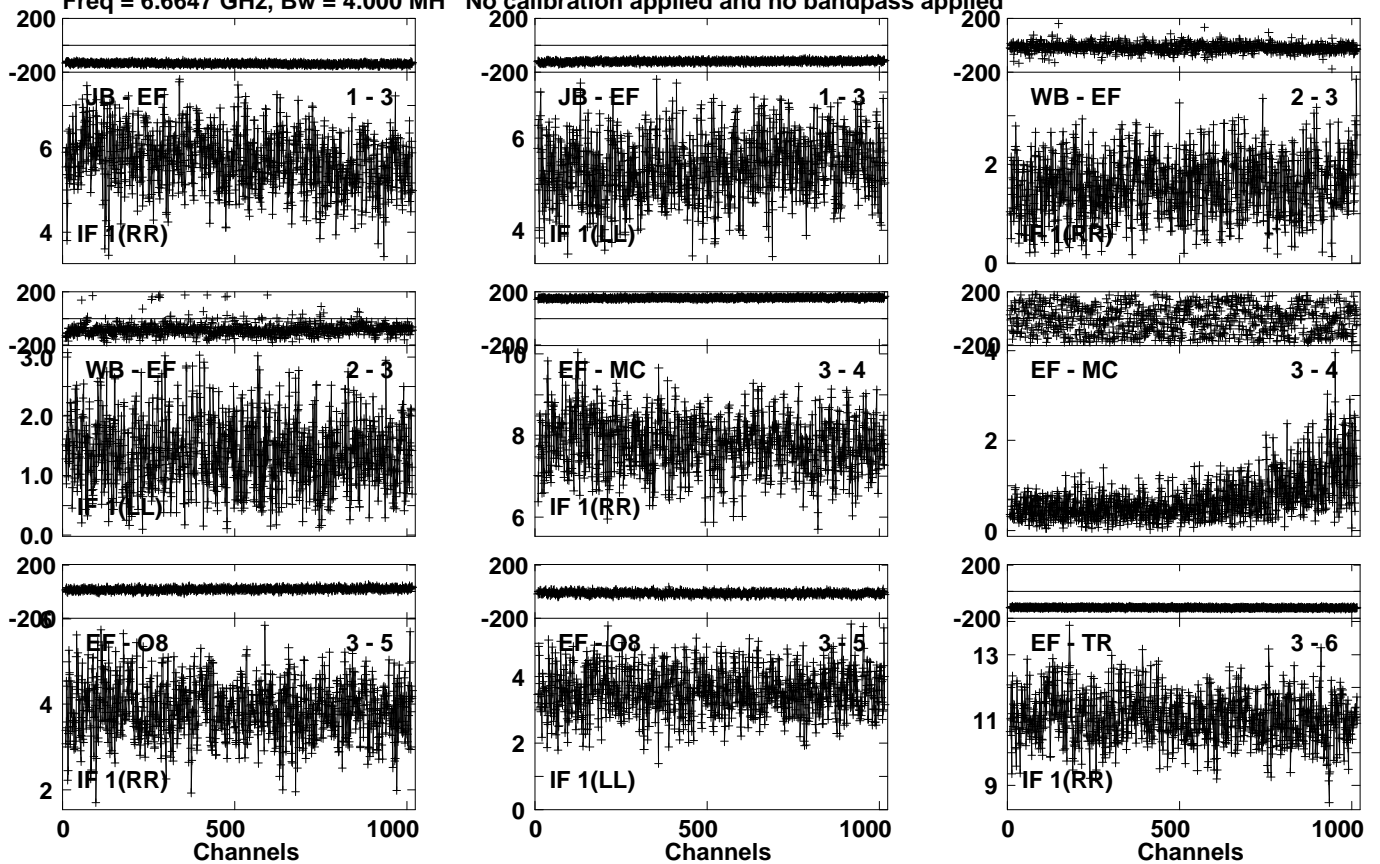 Freq = 6.6647 GHz, Bw = 4.000 MH No calibration applied and no bandpass applied
200 200 200
-200 -200 -200
JB - EF 1 - 3 JB - EF 1 - 3 WB - EF 2 - 3
6 6 2
4 4 0
IF 1(RR) IF 1(LL) IF 1(RR)
200 200 200
-200 -200 -200
3.0 10 4
WB - EF 2 - 3 EF - MC 3 - 4 EF - MC 3 - 4
2.0 8 2
1.0
IF 1(LL) IF 1(RR)
0.0 6 0
200 200 200
-200 -200 -200
6
EF - O8 3 - 5 EF - O8 3 - 5 EF - TR 3 - 6
13
4 4 11
2 2 9
IF 1(RR) IF 1(LL) IF 1(RR)
0
0 500 1000 0 500 1000 0 500 1000
Channels Channels Channels